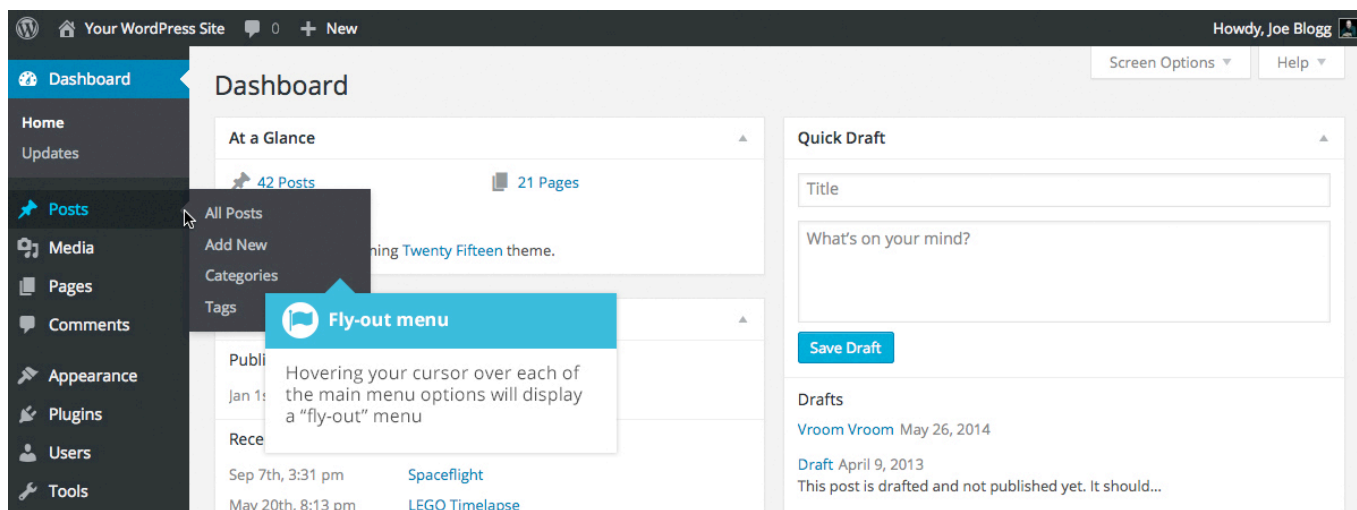 Your WordPress Site 0 + New Howdy, Joe Blogg
Screen Options Help
Dashboard
Home
Updates
Posts
Media
Pages
Comments
Appearance
Plugins
Users
Tools
Dashboard
At a Glance
42 Posts 21 Pages
ning Twenty Fifteen theme.
All Posts
Add New
Categories
Tags
Fly-out menu
Hovering your cursor over each of
the main menu options will display
a “fly-out” menu
Publi
Jan 1s
Rece
Sep 7th, 3:31 pm Spaceflight
May 20th, 8:13 pm LEGO Timelapse
Quick Draft
Title
What's on your mind?
Save Draft
Drafts
Vroom Vroom May 26, 2014
Draft April 9, 2013
This post is drafted and not published yet. It should...